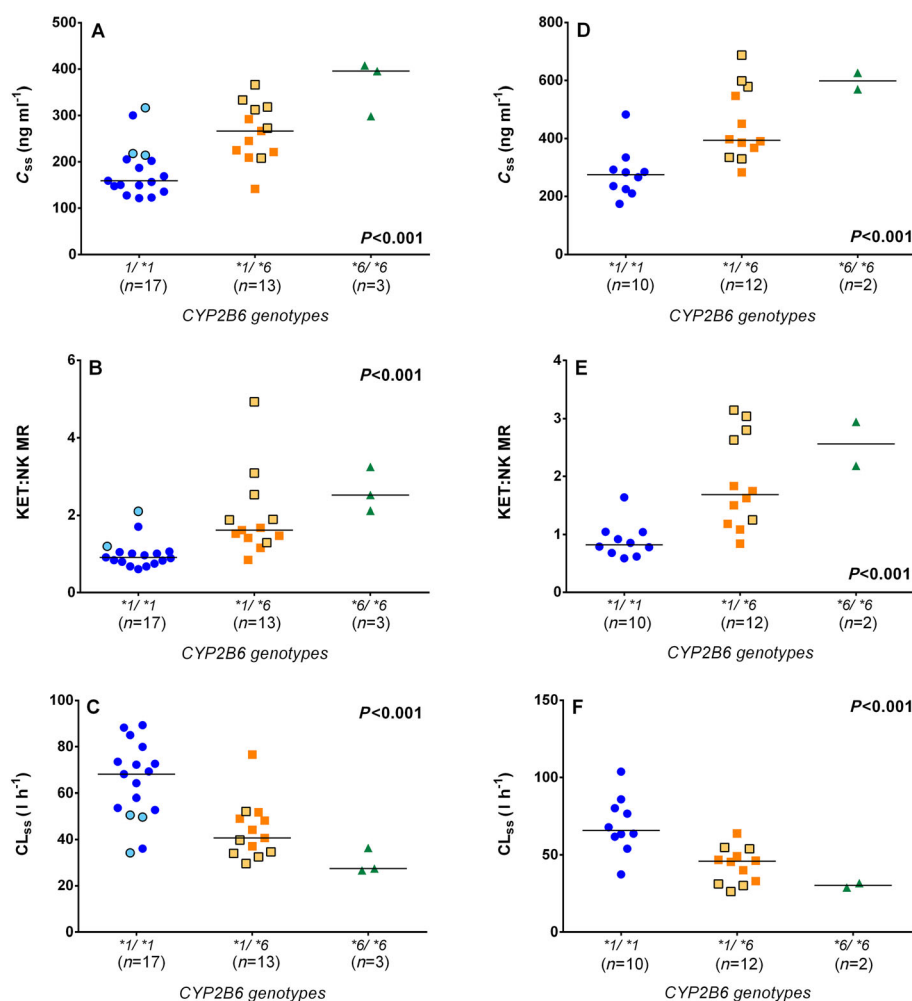 A
500
400
300
200
100
0
Css (ng ml-1)
P<0.001
1/ *1
*1/ *6
*6/ *6
(n=17)
(n=13)
(n=3)
CYP2B6 genotypes
D
800
600
400
200
0
Css (ng ml-1)
P<0.001
*1/ *1
*1/ *6
*6/ *6
(n=10)
(n=12)
(n=2)
CYP2B6 genotypes
B
6
4
2
0
KET:NK MR
P<0.001
*1/ *1
*1/ *6
*6/ *6
(n=17)
(n=13)
(n=3)
CYP2B6 genotypes
E
4
3
2
1
0
KET:NK MR
P<0.001
*1/ *1
*1/ *6
*6/ *6
(n=10)
(n=12)
(n=2)
CYP2B6 genotypes
C
100
80
60
40
20
0
CLss ( l h-1)
P<0.001
*1/ *1
*1/ *6
*6/ *6
(n=17)
(n=13)
(n=3)
CYP2B6 genotypes
F
150
100
50
0
CLss ( l h-1)
P<0.001
*1/ *1
*1/ *6
*6/ *6
(n=10)
(n=12)
(n=2)
CYP2B6 genotypes